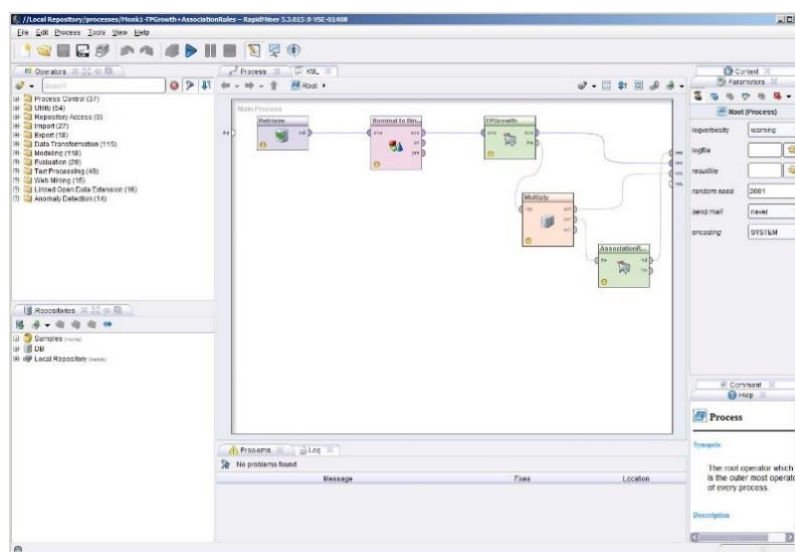 //Local Repository/processes/Monk1-FPGrowth+AssociationRules – RapidMiner 5.3.015 @ VSE-01408
File Edit Process Tools View Help
Operators
Process Control (37)
Utility (54)
Repository Access (6)
Import (27)
Export (18)
Data Transformation (115)
Modeling (118)
Evaluation (29)
Text Processing (43)
Web Mining (15)
Linked Open Data Extension (16)
Anomaly Detection (14)
Repositories
Samples (none)
DB
Local Repository
Process
XML
Root
Main Process
Retrieve
Nominal to Bin...
FPGrowth
Multiply
AssociationR...
Problems
Log
No problems found
Message Fixes Location
Context
Parameters
Root (Process)
logverbosity warning
logfile
resultfile
random seed 2001
send mail never
encoding SYSTEM
Comment
Help
Process
Synopsis
The root operator which
is the outer most operato
of every process.
Description